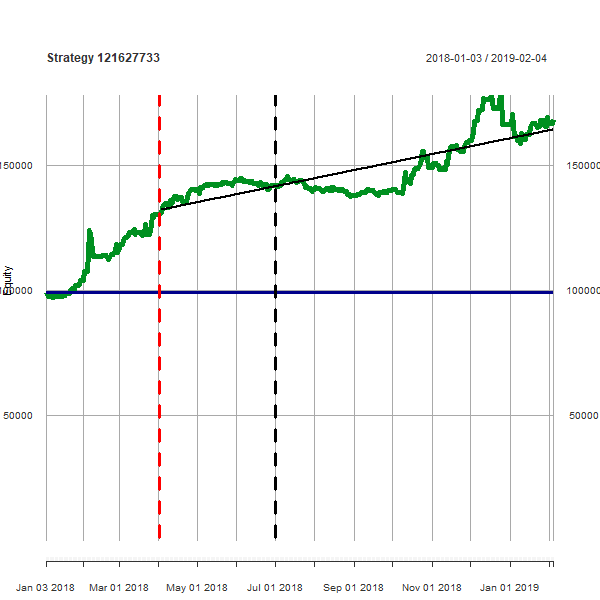 Strategy 121627733
2018-01-03 / 2019-02-04
150000 150000
Equity
100000 100000
50000 50000
Jan 03 2018 Mar 01 2018 May 01 2018 Jul 01 2018 Sep 01 2018 Nov 01 2018 Jan 01 2019